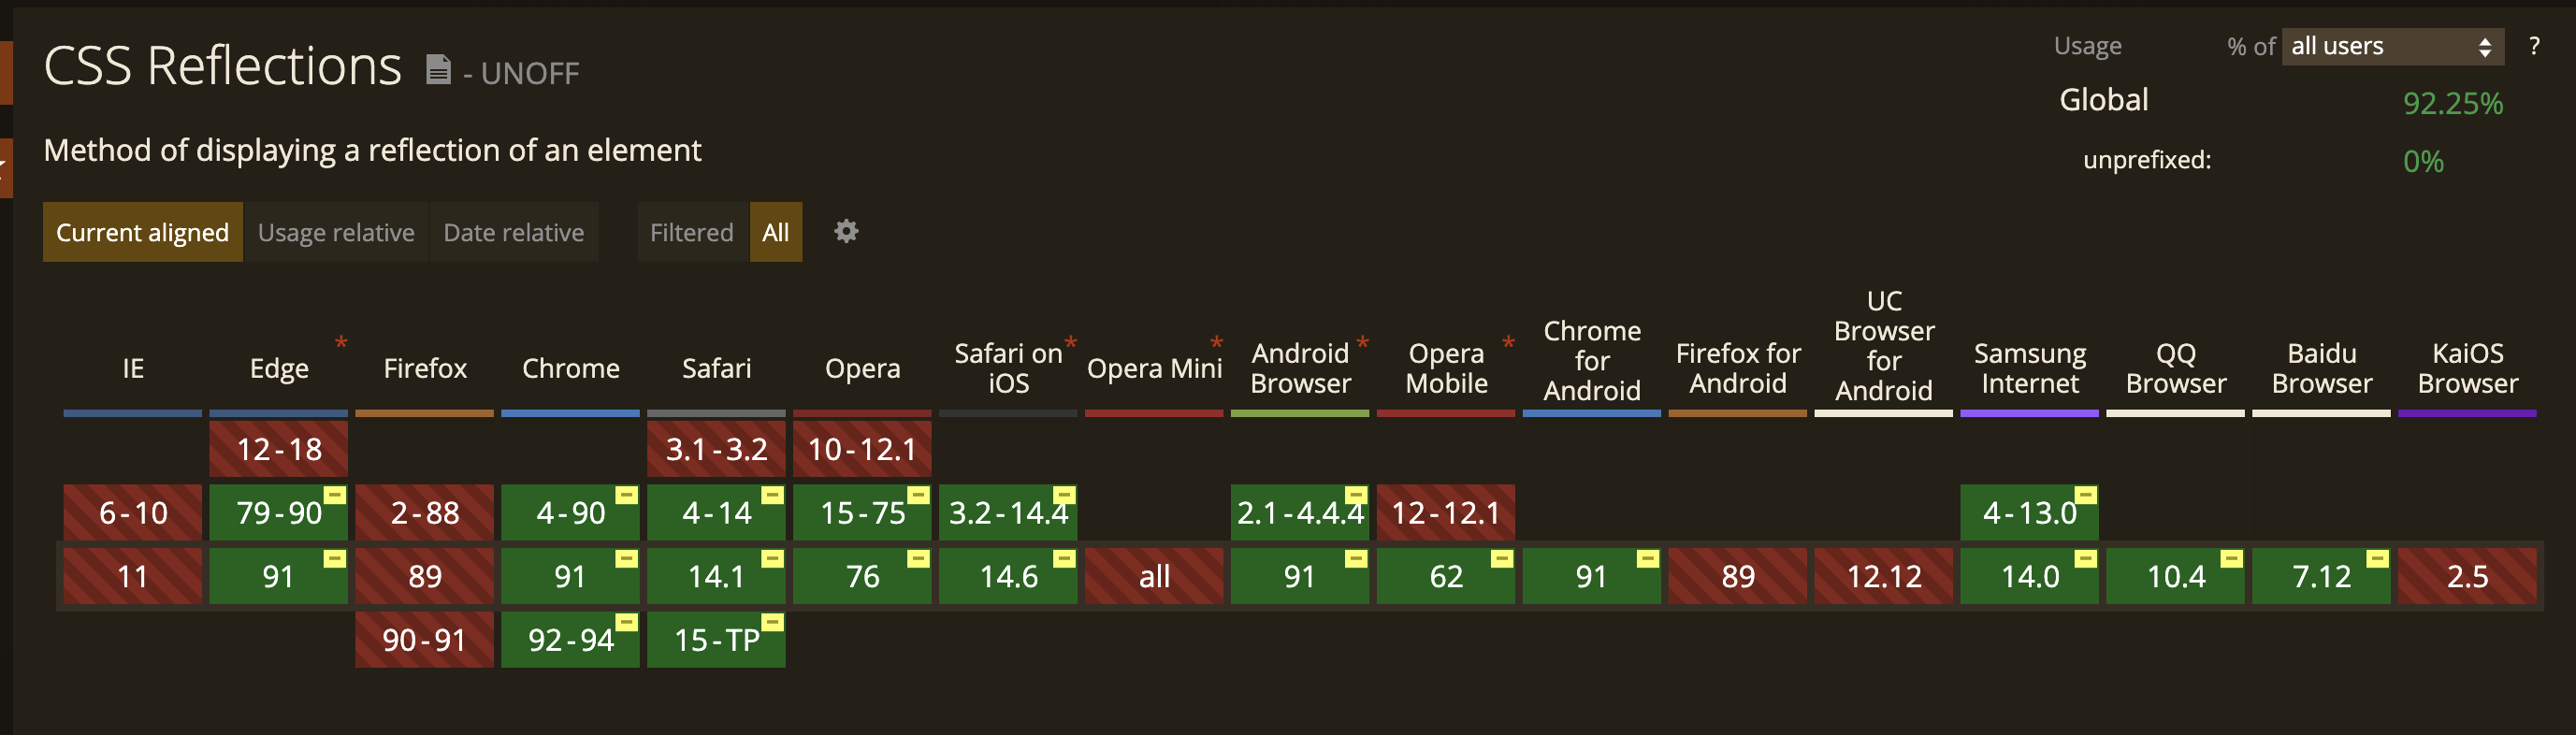 CSS Reflections - UNOFF
Usage % of all users ?
Global 92.25%
unprefixed: 0%
Method of displaying a reflection of an element
Current aligned Usage relative Date relative Filtered All
IE
Edge *
Firefox
Chrome
Safari
Opera
Safari on *
iOS
Opera Mini *
Android *
Browser
Opera *
Mobile
Chrome
for
Android
Firefox for
Android
UC
Browser
for
Android
Samsung
Internet
QQ
Browser
Baidu
Browser
KaiOS
Browser
12-18 3.1-3.2 10-12.1
6-10 79-90 2-88 4-90 4-14 15-75 3.2-14.4 2.1-4.4.4 12-12.1 4-13.0
11 91 89 91 14.1 76 14.6 all 91 62 91 89 12.12 14.0 10.4 7.12 2.5
90-91 92-94 15-TP